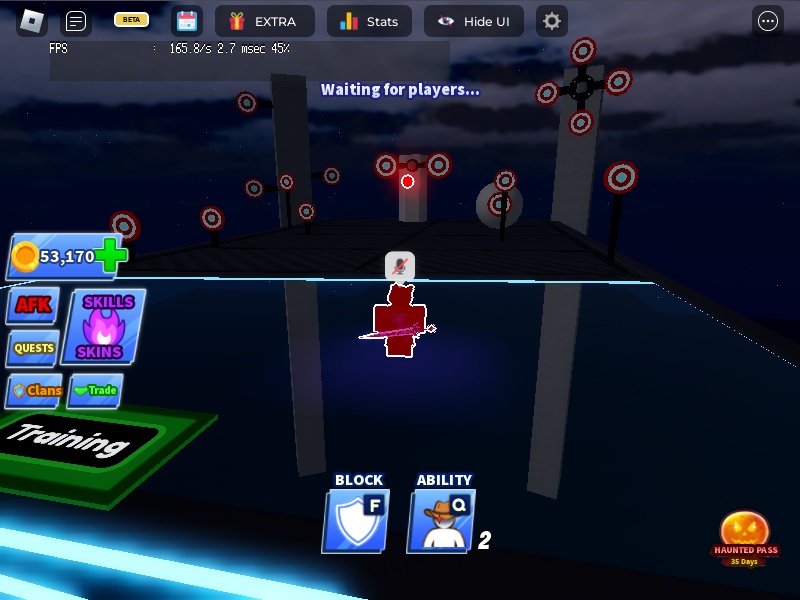 BETA
EXTRA
Stats
Hide UI
FPS : 165.8/s 2.7 msec 45%
Waiting for players...
53,170
AFK
SKILLS
SKINS
QUESTS
Clans
Trade
Training
BLOCK
F
ABILITY
Q
2
HAUNTED PASS
35 Days